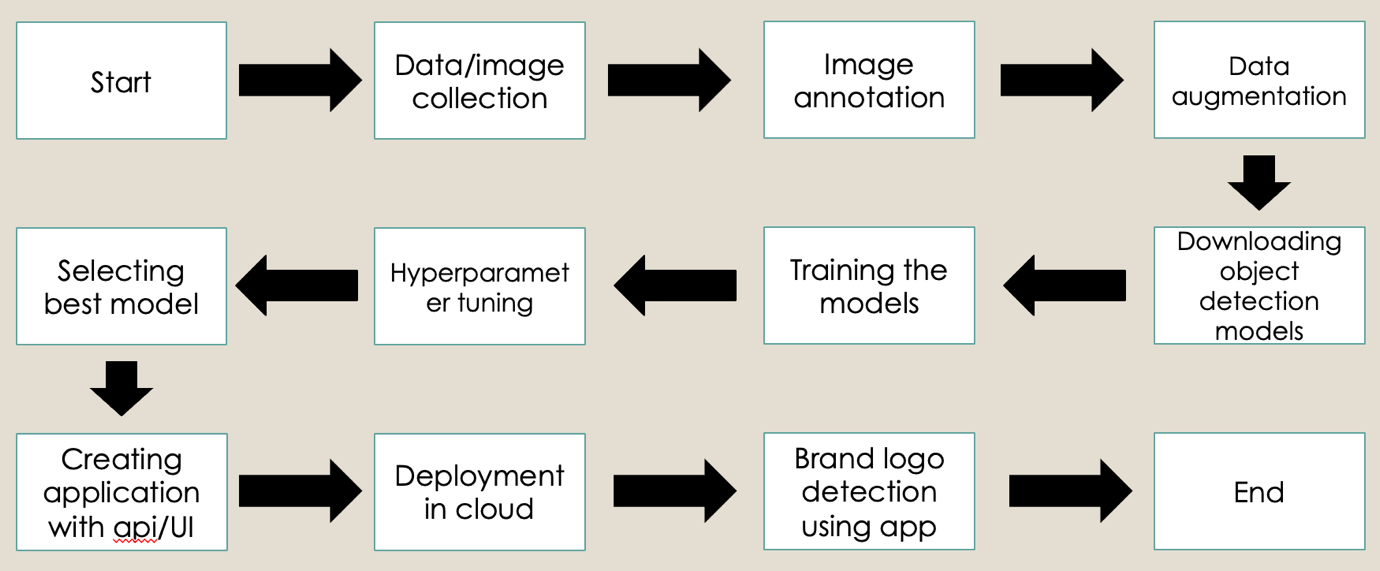 Start
Data/image
collection
Image
annotation
Data
augmentation
Downloading
object
detection
models
Training the
models
Hyperparamet
er tuning
Selecting
best model
Creating
application
with api/UI
Deployment
in cloud
Brand logo
detection
using app
End